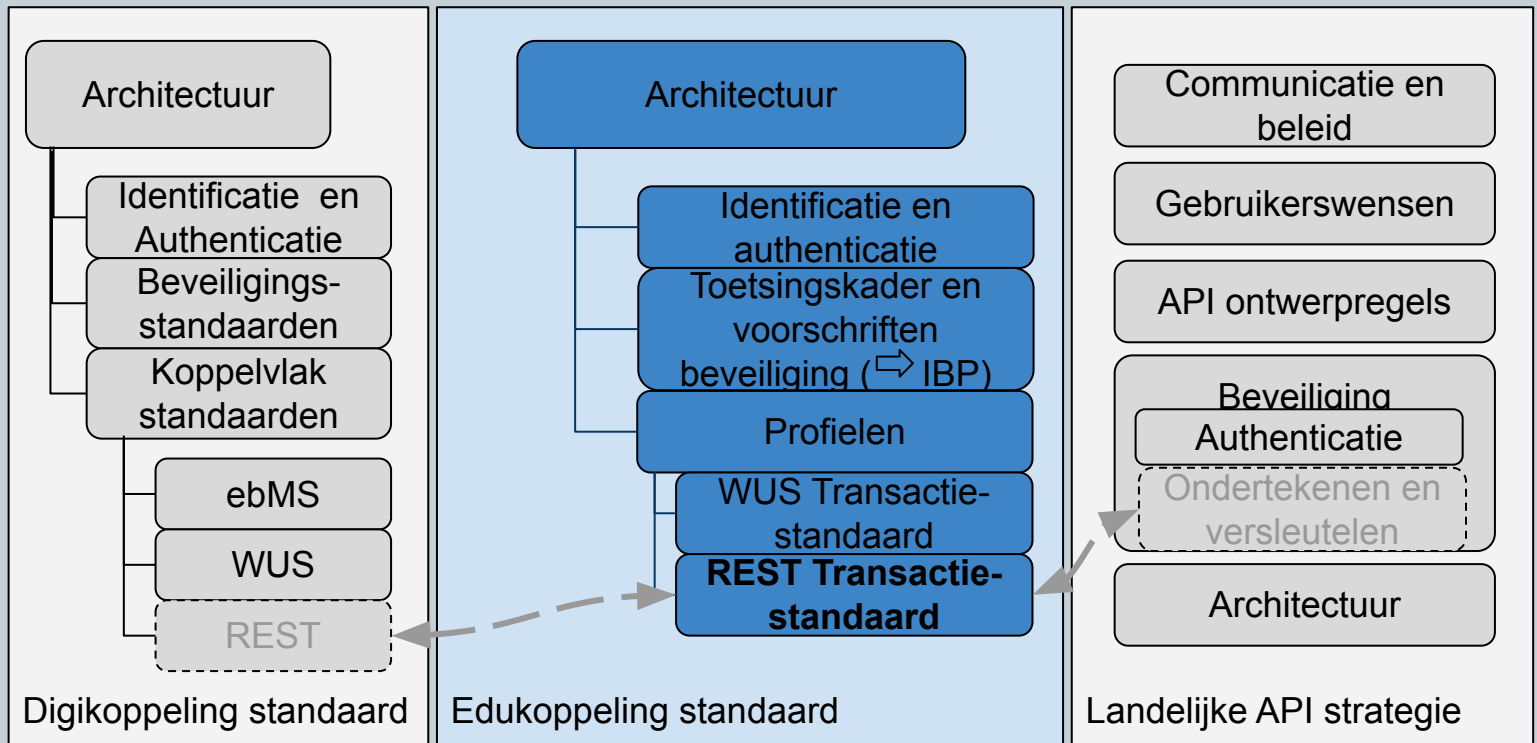 Architectuur
Identificatie en
Authenticatie
Beveiligings-
standaarden
Koppelvlak
standaarden
ebMS
WUS
REST
Digikoppeling standaard
Architectuur
Identificatie en
authenticatie
Toetsingskader en
voorschriften
beveiliging (⇨ IBP)
Profielen
WUS Transactie-
standaard
REST Transactie-
standaard
Edukoppeling standaard
Communicatie en
beleid
Gebruikerswensen
API ontwerpregels
Beveiliging
Authenticatie
Ondertekenen en
versleutelen
Architectuur
Landelijke API strategie